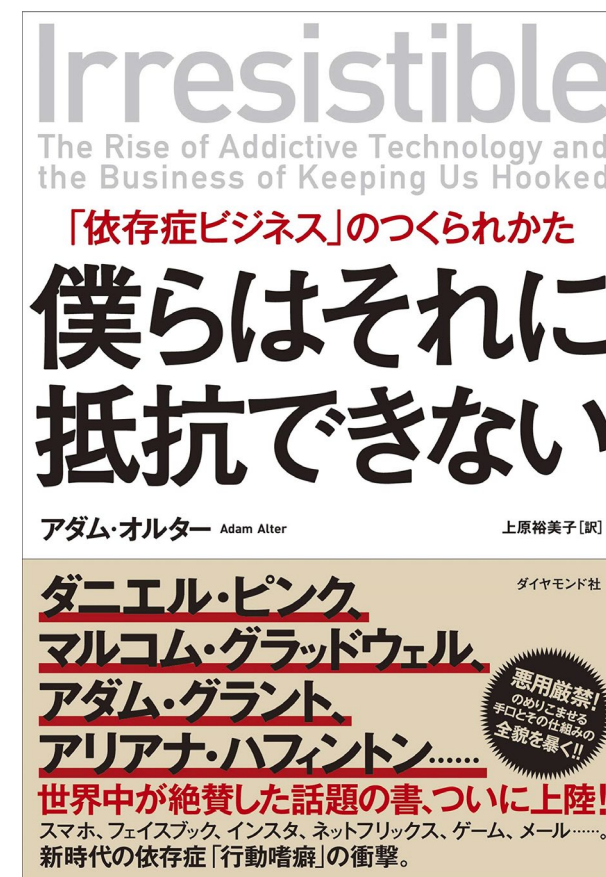 Irresistible
The Rise of Addictive Technology and
the Business of Keeping Us Hooked
「依存症ビジネス」のつくられかた
僕らはそれに
抵抗できない
アダム・オルター Adam Alter
上原裕美子[訳]
ダイヤモンド社
ダニエル・ピンク、
マルコム・グラッドウェル、
アダム・グラント、
アリアナ・ハフィントン……
悪用厳禁!
のめりこませる
手口とその仕組みの
全貌を暴く!!
世界中が絶賛した話題の書、ついに上陸!
スマホ、フェイスブック、インスタ、ネットフリックス、ゲーム、メール……。
新時代の依存症「行動嗜癖」の衝撃。